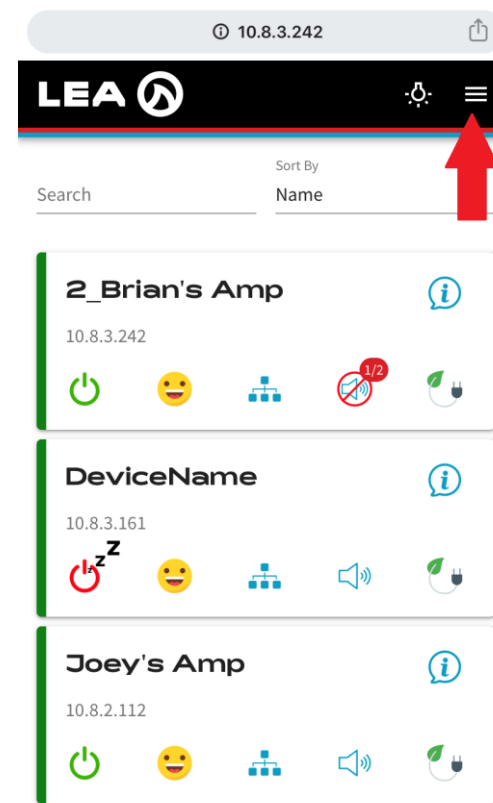 10.8.3.242
LEA
Sort By
Search
Name
2_Brian's Amp
10.8.3.242
1/2
DeviceName
10.8.3.161
z z Z
Joey's Amp
10.8.2.112